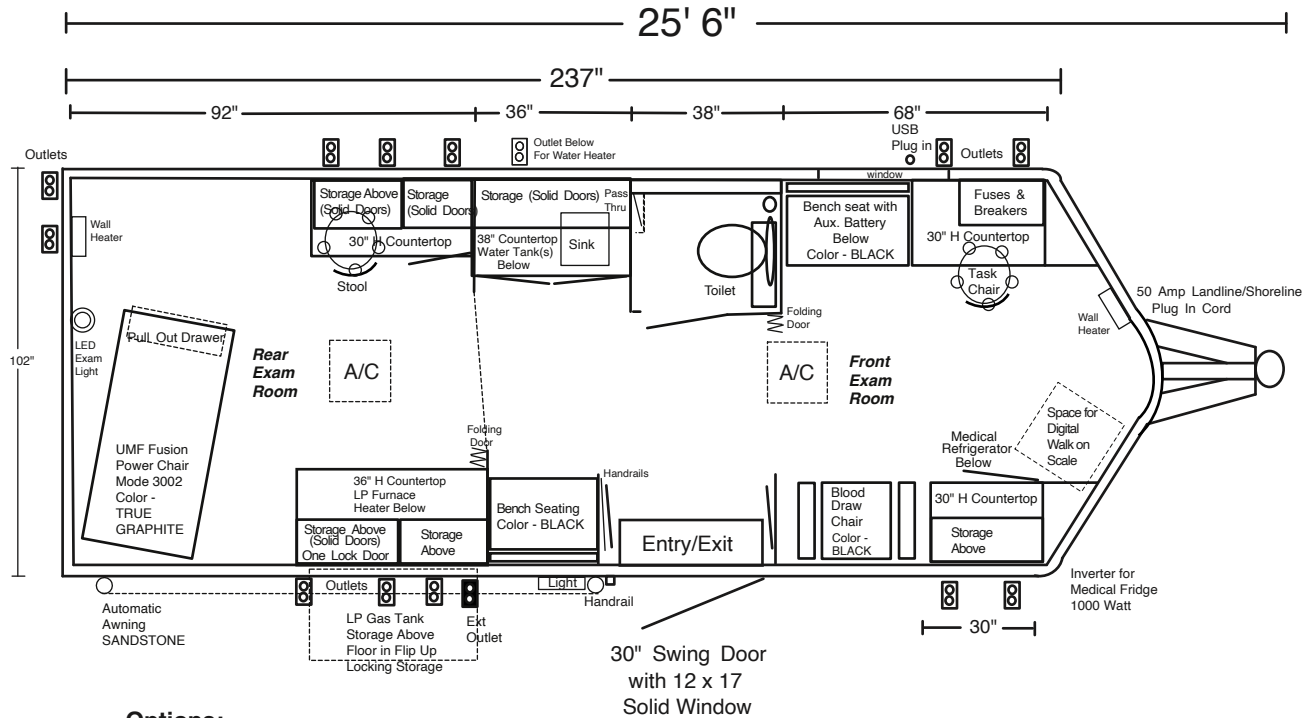 25' 6"
237"
92"
36"
38"
68"
USB
Plug in
Outlets
Outlet Below
For Water Heater
Outlets
window
Storage Above
(Solid Doors)
Storage
(Solid Doors)
Storage (Solid Doors)
Pass
Thru
Bench seat with
Aux. Battery
Below
Color - BLACK
Fuses &
Breakers
Wall
Heater
30" H Countertop
38" Countertop
Water Tank(s)
Below
Sink
30" H Countertop
Stool
Toilet
Task
Chair
50 Amp Landline/Shoreline
Plug In Cord
Folding
Door
Wall
Heater
Pull Out Drawer
LED
Exam
Light
102"
Rear
Exam
Room
A/C
A/C
Front
Exam
Room
Space for
Digital
Walk on
Scale
Folding
Door
Medical
Refrigerator
Below
UMF Fusion
Power Chair
Mode 3002
Color -
TRUE
GRAPHITE
36" H Countertop
LP Furnace
Heater Below
Handrails
Bench Seating
Color - BLACK
Blood
Draw
Chair
Color -
BLACK
30" H Countertop
Storage Above
(Solid Doors)
One Lock Door
Storage
Above
Entry/Exit
Storage
Above
Outlets
Light
Handrail
Inverter for
Medical Fridge
1000 Watt
Automatic
Awning
SANDSTONE
LP Gas Tank
Storage Above
Floor in Flip Up
Locking Storage
Ext
Outlet
30"
30" Swing Door
with 12 x 17
Solid Window
Options: